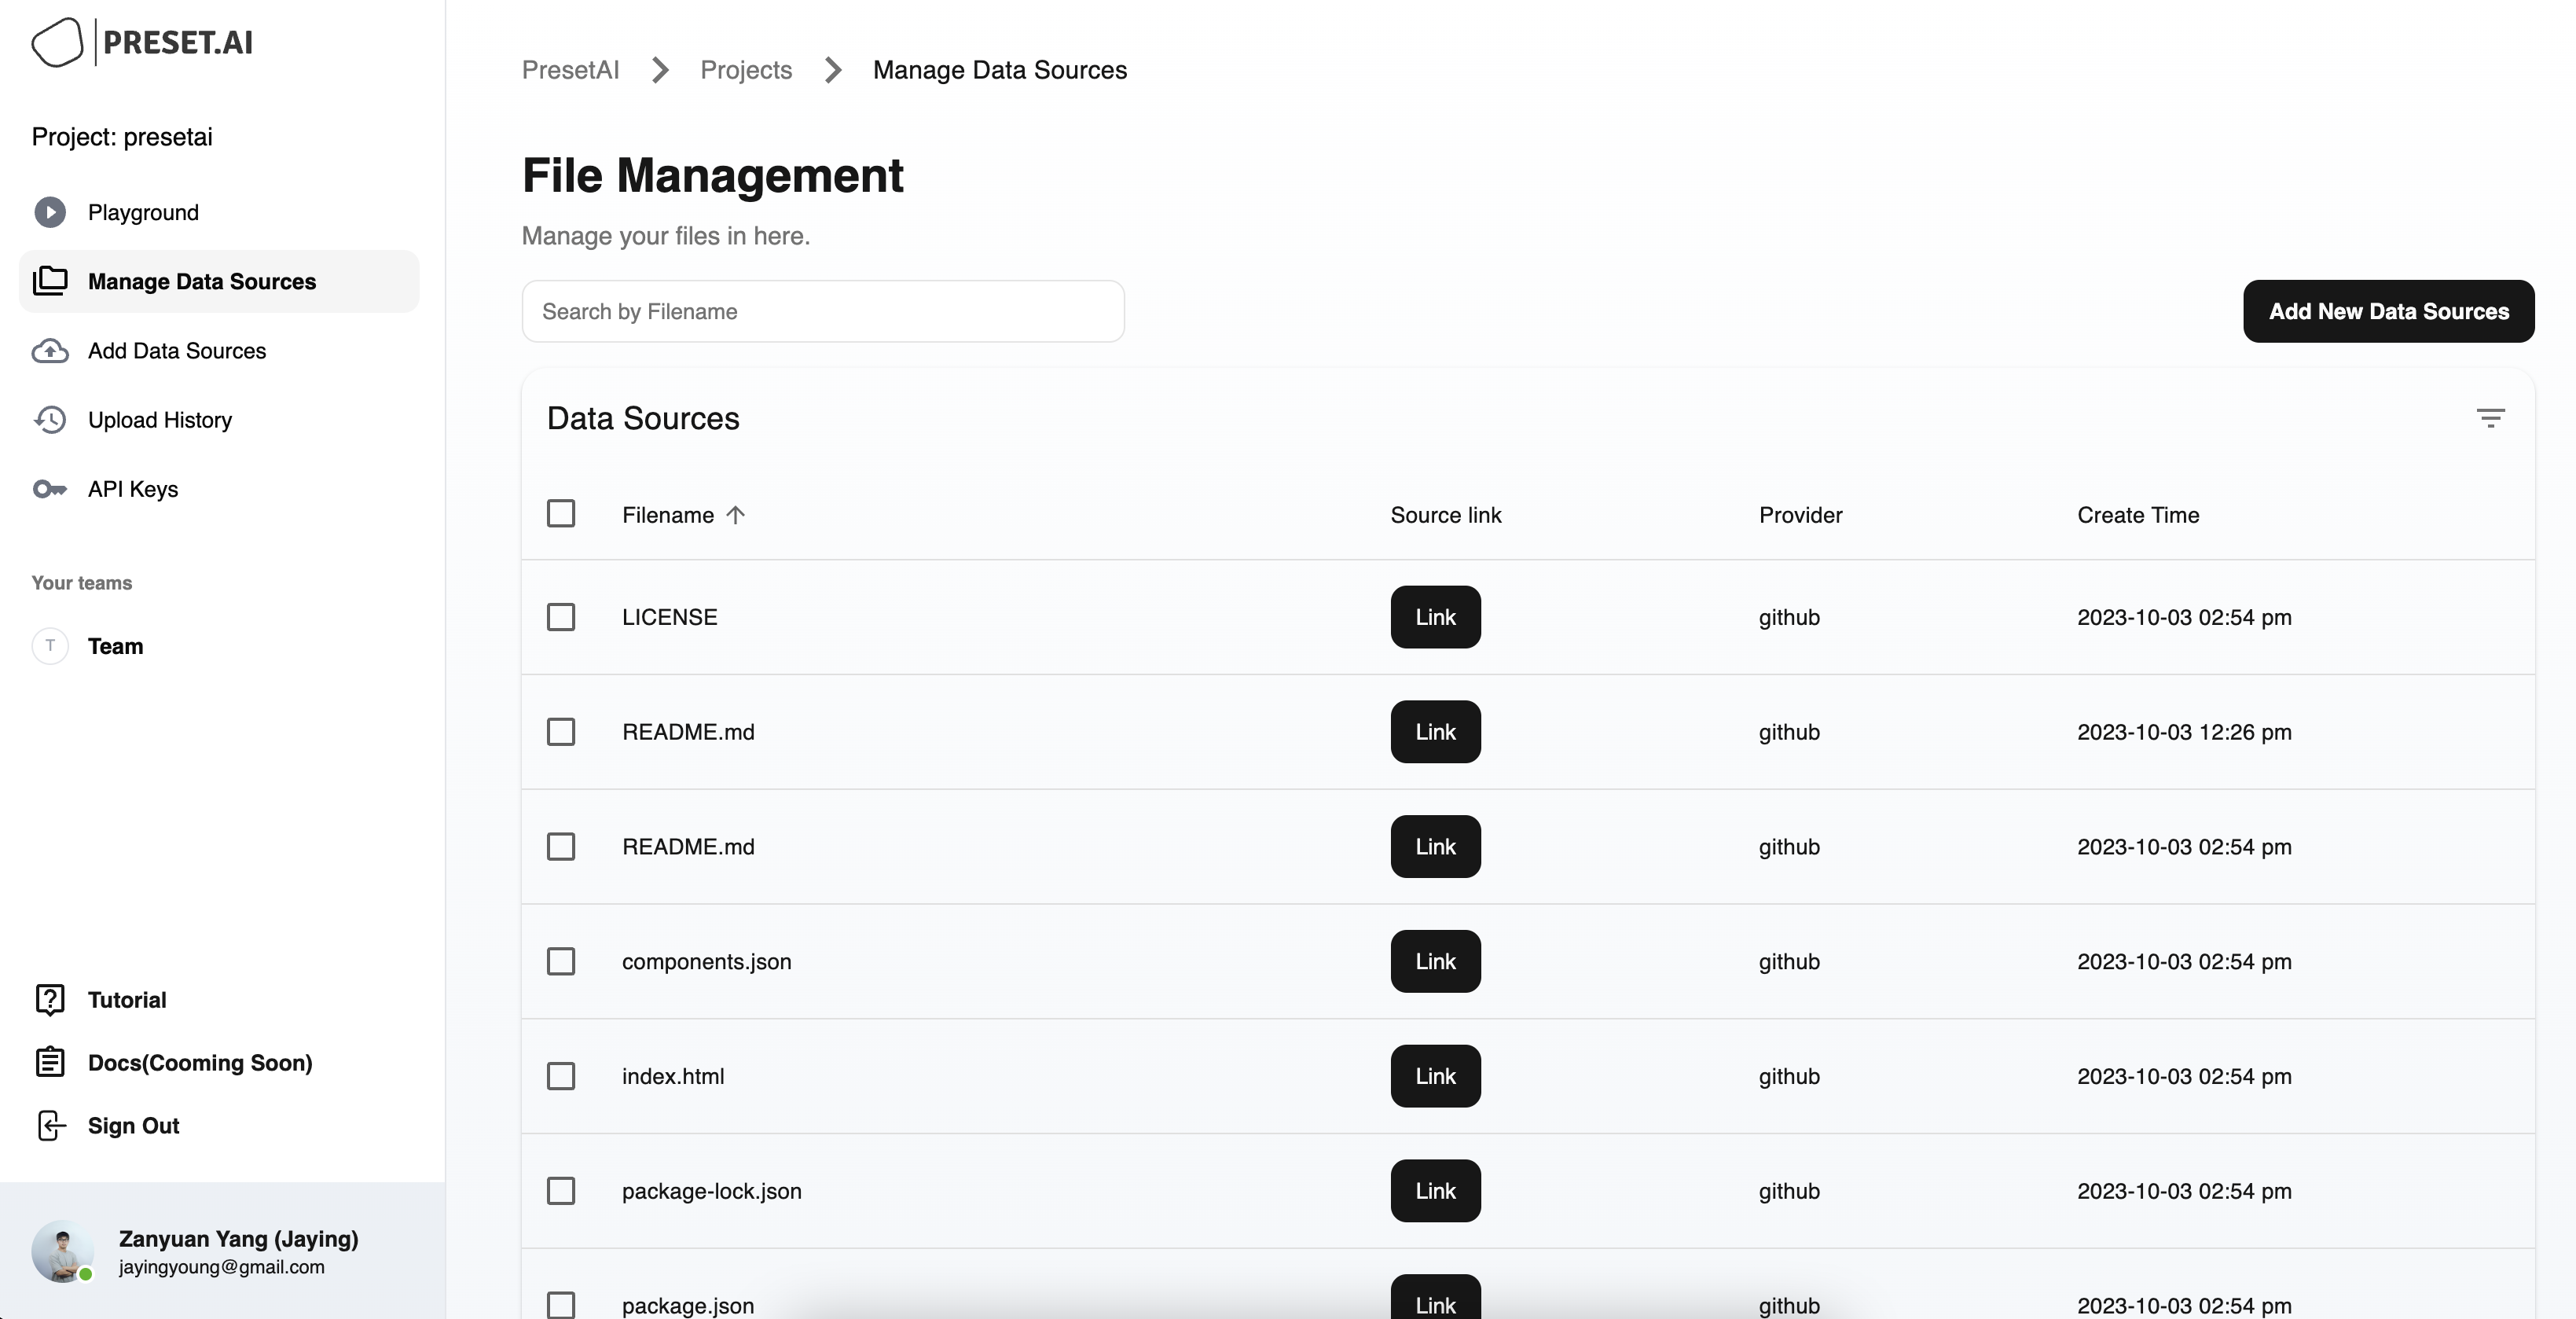 PRESET.AI
Project: presetai
Playground
Manage Data Sources
Add Data Sources
Upload History
API Keys
Your teams
T Team
Tutorial
Docs(Cooming Soon)
Sign Out
Zanyuan Yang (Jaying)
jayingyoung@gmail.com
PresetAI Projects Manage Data Sources
File Management
Manage your files in here.
Search by Filename
Add New Data Sources
Data Sources
Filename Source link Provider Create Time
LICENSE Link github 2023-10-03 02:54 pm
README.md Link github 2023-10-03 12:26 pm
README.md Link github 2023-10-03 02:54 pm
components.json Link github 2023-10-03 02:54 pm
index.html Link github 2023-10-03 02:54 pm
package-lock.json Link github 2023-10-03 02:54 pm
package.json Link github 2023-10-03 02:54 pm